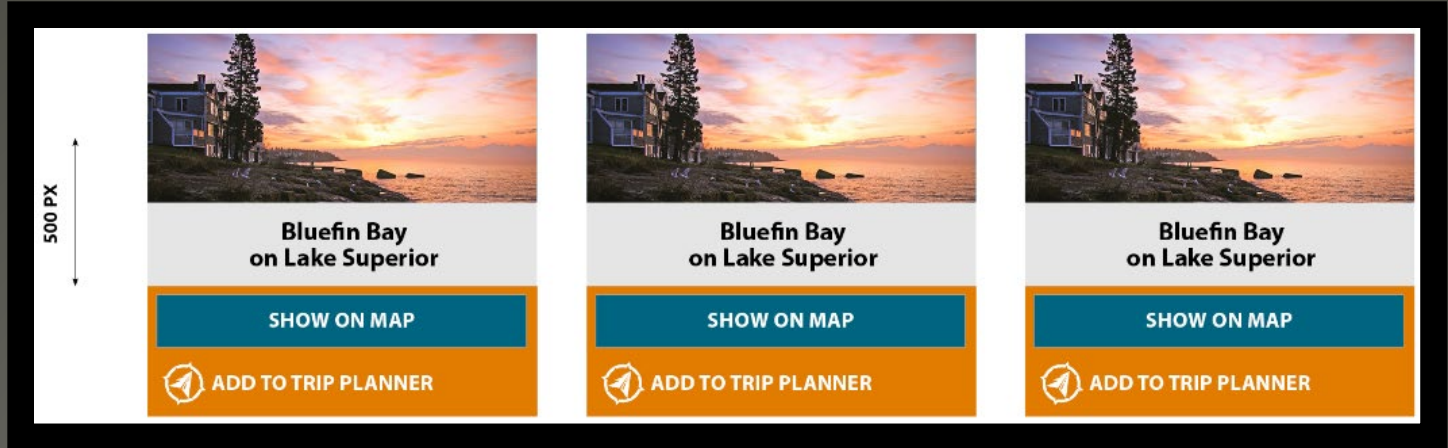 500 PX
Bluefin Bay
on Lake Superior
SHOW ON MAP
ADD TO TRIP PLANNER
Bluefin Bay
on Lake Superior
SHOW ON MAP
ADD TO TRIP PLANNER
Bluefin Bay
on Lake Superior
SHOW ON MAP
ADD TO TRIP PLANNER